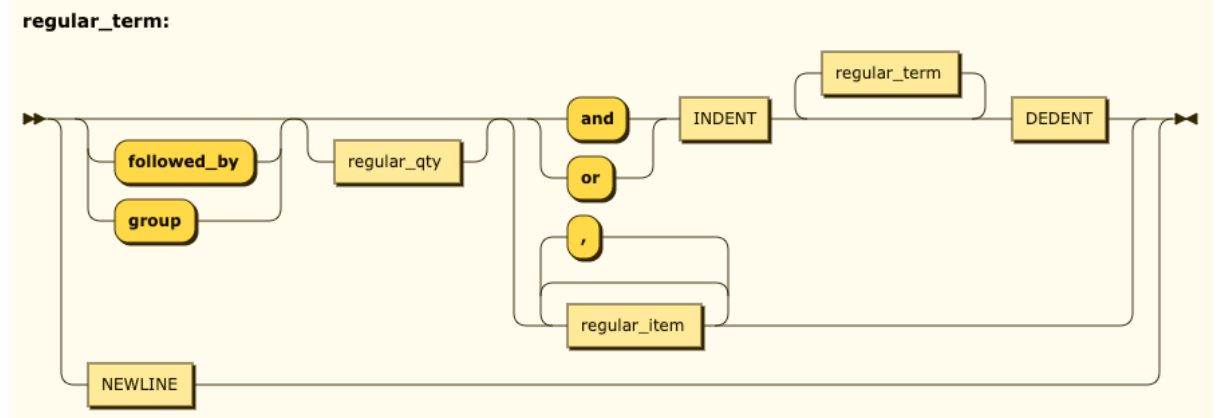 regular_term:
regular_term
and
INDENT
DEDENT
followed_by
regular_qty
or
group
,
regular_item
NEWLINE